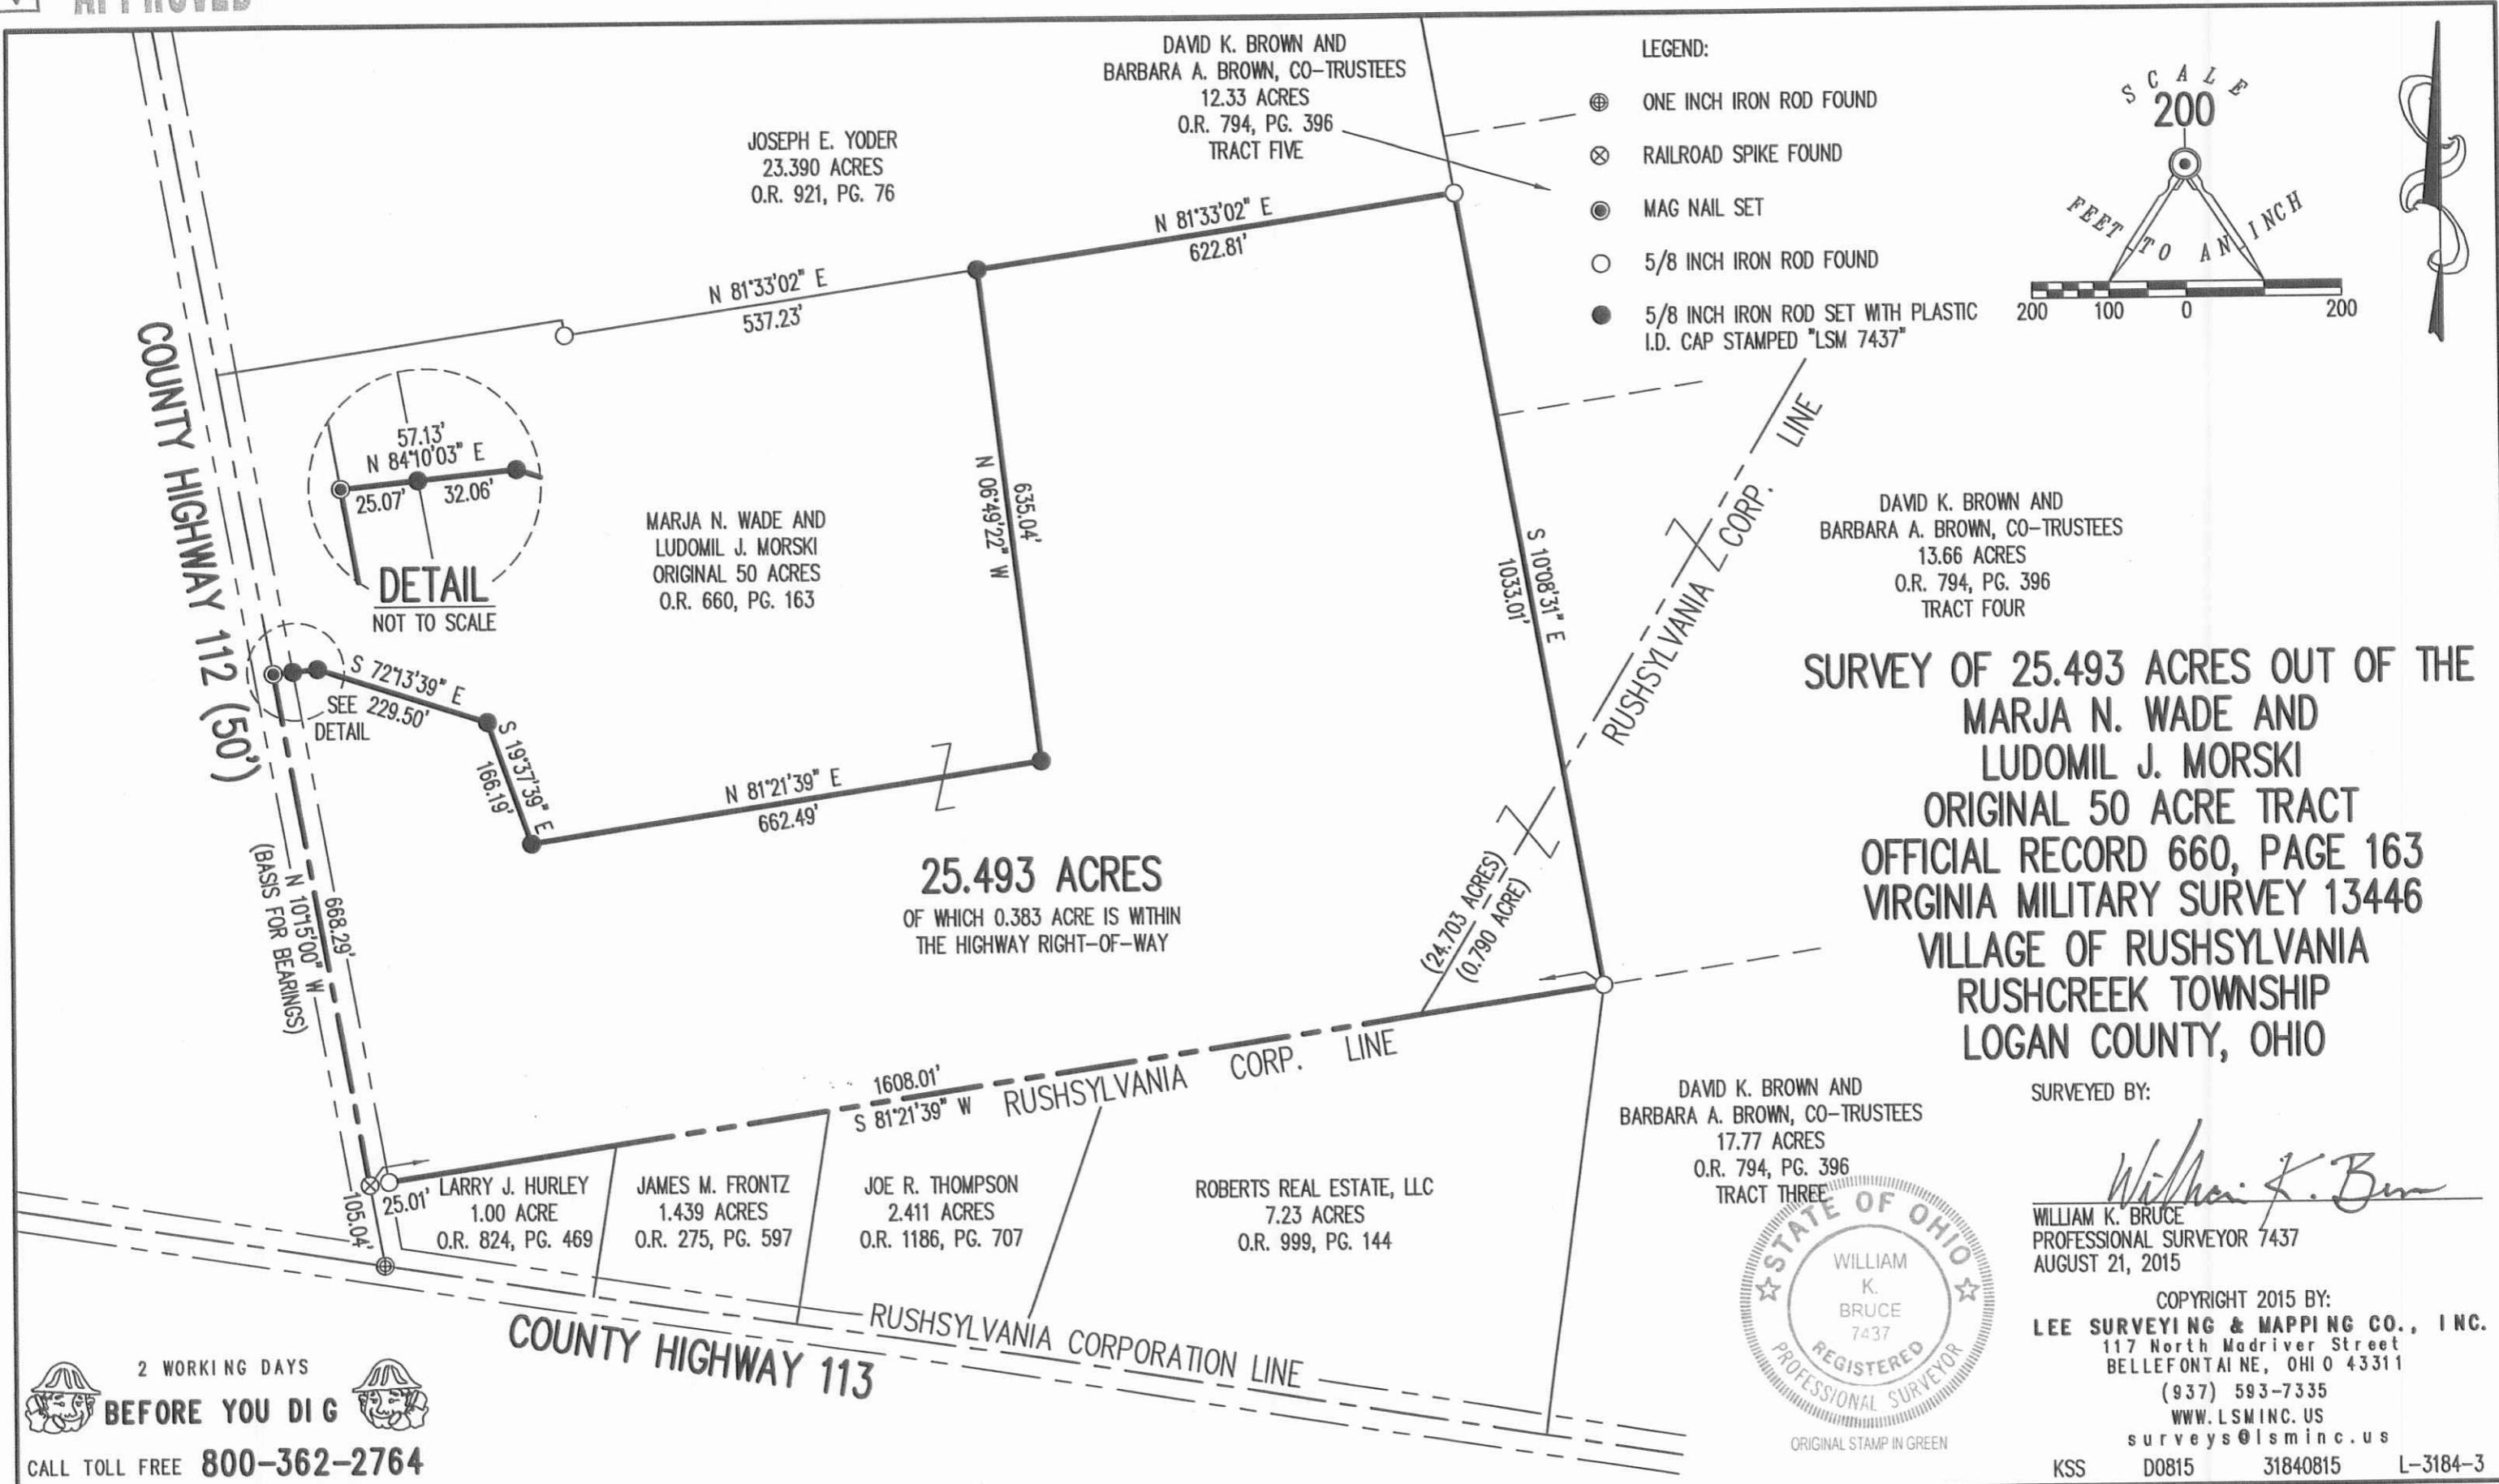 APPROVED
DAVID K. BROWN AND
BARBARA A. BROWN, CO-TRUSTEES
12.33 ACRES
O.R. 794, PG. 396
TRACT FIVE
JOSEPH E. YODER
23.390 ACRES
O.R. 921, PG. 76
LEGEND:
ONE INCH IRON ROD FOUND
RAILROAD SPIKE FOUND
MAG NAIL SET
5/8 INCH IRON ROD FOUND
5/8 INCH IRON ROD SET WITH PLASTIC
I.D. CAP STAMPED "LSM 7437"
SCALE
200
FEET TO AN INCH
200 100 0 200
N 81°33'02" E
622.81'
N 81°33'02" E
537.23'
COUNTY HIGHWAY 112 (50')
57.13'
N 84°10'03" E
25.07' 32.06'
DETAIL
NOT TO SCALE
MARJA N. WADE AND
LUDOMIL J. MORSKI
ORIGINAL 50 ACRES
O.R. 660, PG. 163
635.04'
N 06°49'22" W
S 10°08'31" E
1033.01'
RUSHSYLVANIA CORP. LINE
DAVID K. BROWN AND
BARBARA A. BROWN, CO-TRUSTEES
13.66 ACRES
O.R. 794, PG. 396
TRACT FOUR
S 72°13'39" E
229.50'
SEE
DETAIL
S 19°37'39" E
166.19'
N 81°21'39" E
662.49'
25.493 ACRES
OF WHICH 0.383 ACRE IS WITHIN
THE HIGHWAY RIGHT-OF-WAY
(24.703 ACRES)
(0.790 ACRE)
668.29'
N 10°15'00" W
(BASIS FOR BEARINGS)
SURVEY OF 25.493 ACRES OUT OF THE
MARJA N. WADE AND
LUDOMIL J. MORSKI
ORIGINAL 50 ACRE TRACT
OFFICIAL RECORD 660, PAGE 163
VIRGINIA MILITARY SURVEY 13446
VILLAGE OF RUSHSYLVANIA
RUSHCREEK TOWNSHIP
LOGAN COUNTY, OHIO
1608.01'
S 81°21'39" W
RUSHSYLVANIA CORP. LINE
105.04'
25.01'
LARRY J. HURLEY
1.00 ACRE
O.R. 824, PG. 469
JAMES M. FRONTZ
1.439 ACRES
O.R. 275, PG. 597
JOE R. THOMPSON
2.411 ACRES
O.R. 1186, PG. 707
ROBERTS REAL ESTATE, LLC
7.23 ACRES
O.R. 999, PG. 144
DAVID K. BROWN AND
BARBARA A. BROWN, CO-TRUSTEES
17.77 ACRES
O.R. 794, PG. 396
TRACT THREE
RUSHSYLVANIA CORPORATION LINE
COUNTY HIGHWAY 113
STATE OF OHIO
WILLIAM
K.
BRUCE
7437
REGISTERED
PROFESSIONAL SURVEYOR
ORIGINAL STAMP IN GREEN
SURVEYED BY:
WILLIAM K. BRUCE
PROFESSIONAL SURVEYOR 7437
AUGUST 21, 2015
COPYRIGHT 2015 BY:
LEE SURVEYING & MAPPING CO., INC.
117 North Madriver Street
BELLEFONTAINE, OHIO 43311
(937) 593-7335
WWW.LSMINC.US
surveys@lsminc.us
KSS D0815 31840815 L-3184-3
2 WORKING DAYS
BEFORE YOU DIG
CALL TOLL FREE 800-362-2764